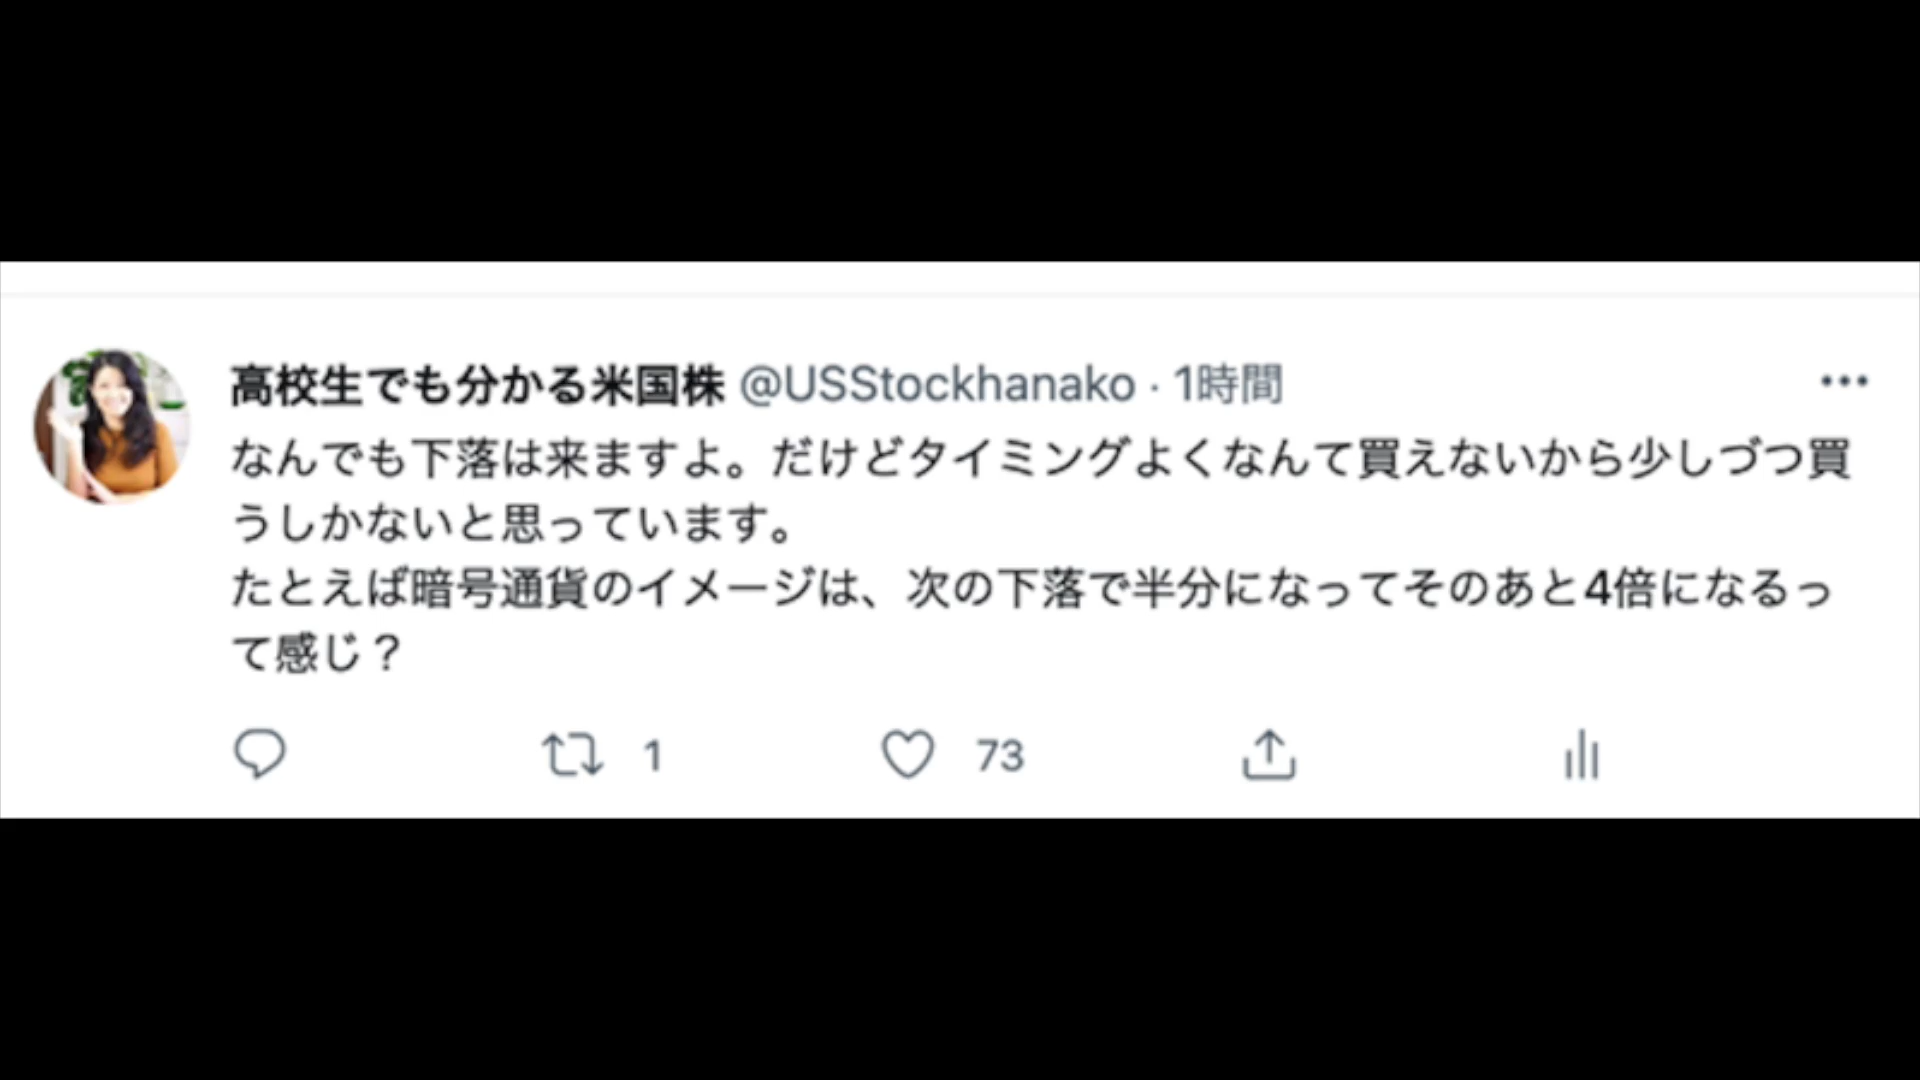 高校生でも分かる米国株 @USStockhanako · 1時間
なんでも下落は来ますよ。だけどタイミングよくなんて買えないから少しづつ買
うしかないと思っています。
たとえば暗号通貨のイメージは、次の下落で半分になってそのあと4倍になるっ
て感じ？
1 73